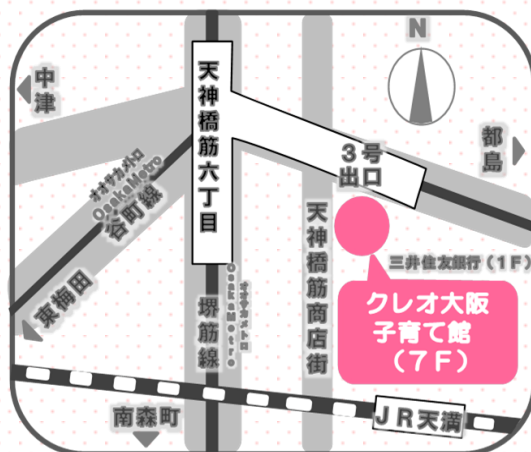 N
中津
天神橋筋六丁目
3号
出口
都島
オオサカメトロ
OsakaMetro
谷町線
天神橋筋商店街
三井住友銀行(1F)
クレオ大阪
子育て館
(7F)
東梅田
堺筋線
オオサカメトロ
OsakaMetro
南森町
JR天満